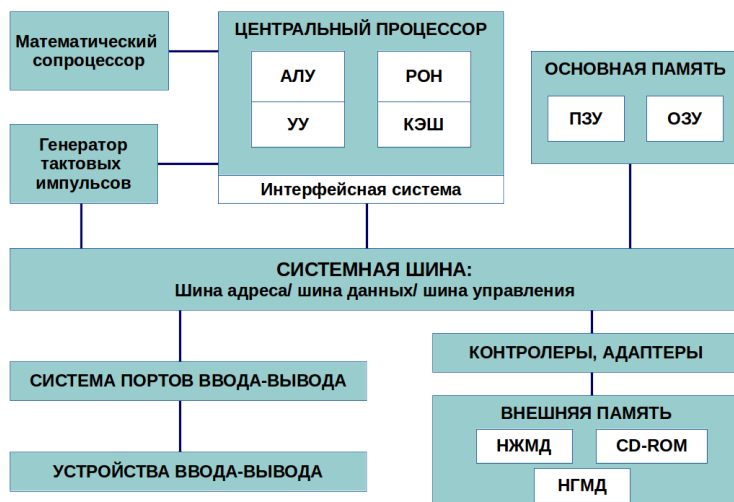 Математический
сопроцессор
ЦЕНТРАЛЬНЫЙ ПРОЦЕССОР
АЛУ
РОН
УУ
КЭШ
Интерфейсная система
ОСНОВНАЯ ПАМЯТЬ
ПЗУ
ОЗУ
Генератор
тактовых
импульсов
СИСТЕМНАЯ ШИНА:
Шина адреса/ шина данных/ шина управления
СИСТЕМА ПОРТОВ ВВОДА-ВЫВОДА
УСТРОЙСТВА ВВОДА-ВЫВОДА
КОНТРОЛЕРЫ, АДАПТЕРЫ
ВНЕШНЯЯ ПАМЯТЬ
НЖМД
CD-ROM
НГМД